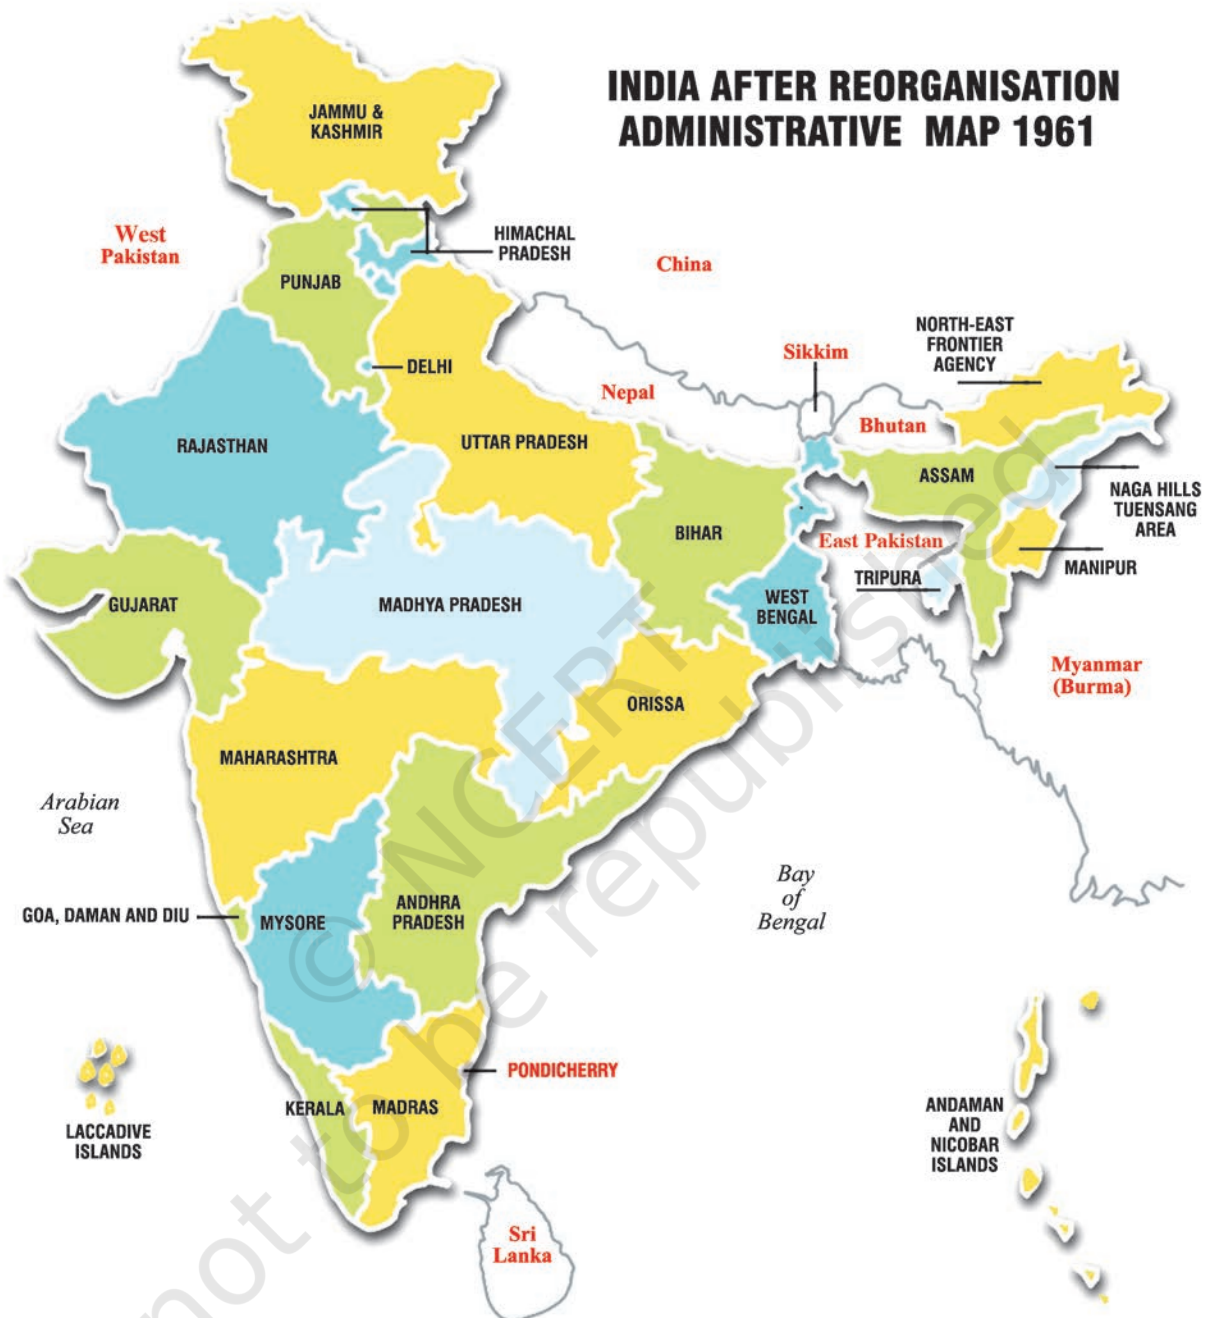 INDIA AFTER REORGANISATION
ADMINISTRATIVE MAP 1961
JAMMU &
KASHMIR
West
Pakistan
HIMACHAL
PRADESH
China
PUNJAB
NORTH-EAST
FRONTIER
AGENCY
Sikkim
DELHI
Nepal
Bhutan
RAJASTHAN
UTTAR PRADESH
ASSAM
NAGA HILLS
TUENSANG
AREA
BIHAR
East Pakistan
MANIPUR
TRIPURA
GUJARAT
MADHYA PRADESH
WEST
BENGAL
Myanmar
(Burma)
ORISSA
MAHARASHTRA
Arabian
Sea
Bay
of
Bengal
GOA, DAMAN AND DIU
MYSORE
ANDHRA
PRADESH
PONDICHERRY
KERALA
MADRAS
LACCADIVE
ISLANDS
ANDAMAN
AND
NICOBAR
ISLANDS
Sri
Lanka
© NCERT
not to be republished